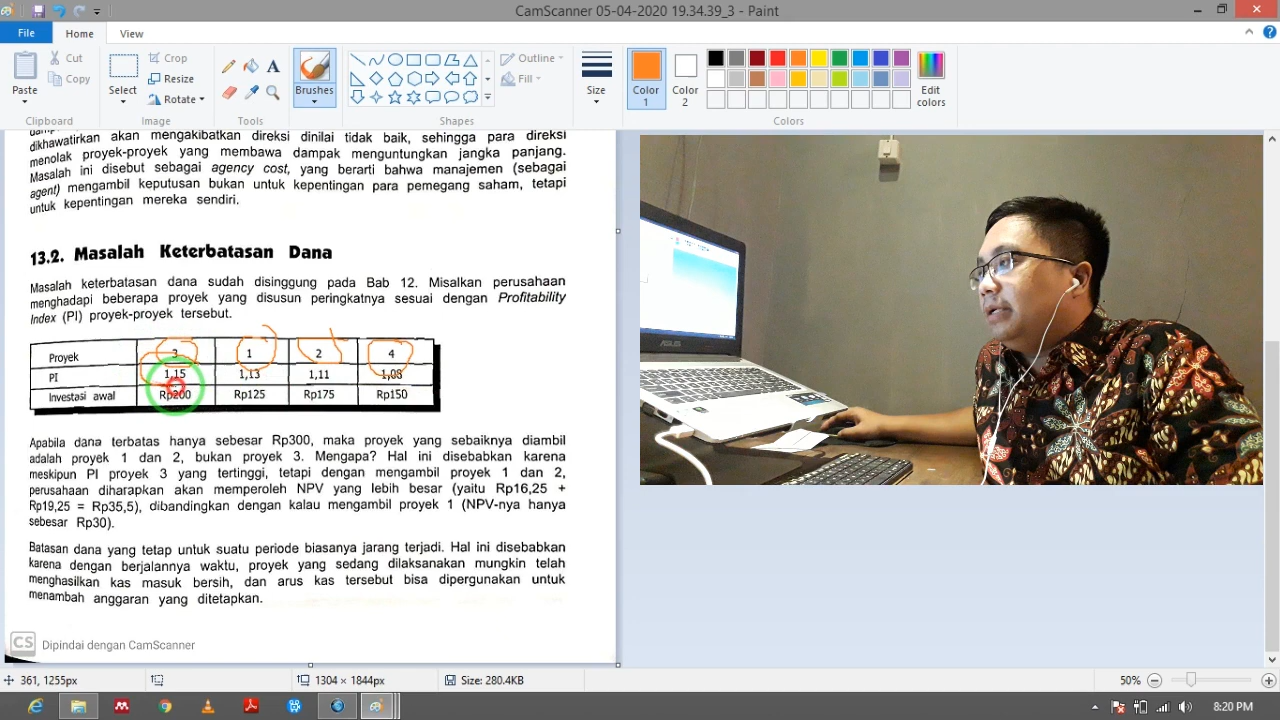 CamScanner 05-04-2020 19.34.39_3 - Paint
File Home View
Paste
Cut
Copy
Clipboard
Select
Crop
Resize
Rotate
Image
Tools
Brushes
Shapes
Outline
Fill
Size
Color 1
Color 2
Edit colors
Colors
dikhawatirkan akan mengakibatkan direksi dinilai tidak baik, sehingga para direksi
menolak proyek-proyek yang membawa dampak menguntungkan jangka panjang.
Masalah ini disebut sebagai agency cost, yang berarti bahwa manajemen (sebagai
agent) mengambil keputusan bukan untuk kepentingan para pemegang saham, tetapi
untuk kepentingan mereka sendiri.
13.2. Masalah Keterbatasan Dana
Masalah keterbatasan dana sudah disinggung pada Bab 12. Misalkan perusahaan
menghadapi beberapa proyek yang disusun peringkatnya sesuai dengan Profitability
Index (PI) proyek-proyek tersebut.
Proyek 3 1 2 4
PI 1,15 1,13 1,11 1,08
Investasi awal Rp200 Rp125 Rp175 Rp150
Apabila dana terbatas hanya sebesar Rp300, maka proyek yang sebaiknya diambil
adalah proyek 1 dan 2, bukan proyek 3. Mengapa? Hal ini disebabkan karena
meskipun PI proyek 3 yang tertinggi, tetapi dengan mengambil proyek 1 dan 2,
perusahaan diharapkan akan memperoleh NPV yang lebih besar (yaitu Rp16,25 +
Rp19,25 = Rp35,5), dibandingkan dengan kalau mengambil proyek 1 (NPV-nya hanya
sebesar Rp30).
Batasan dana yang tetap untuk suatu periode biasanya jarang terjadi. Hal ini disebabkan
karena dengan berjalannya waktu, proyek yang sedang dilaksanakan mungkin telah
menghasilkan kas masuk bersih, dan arus kas tersebut bisa dipergunakan untuk
menambah anggaran yang ditetapkan.
CS Dipindai dengan CamScanner
ASUS
361, 1255px
1304 × 1844px
Size: 280.4KB
50%
8:20 PM